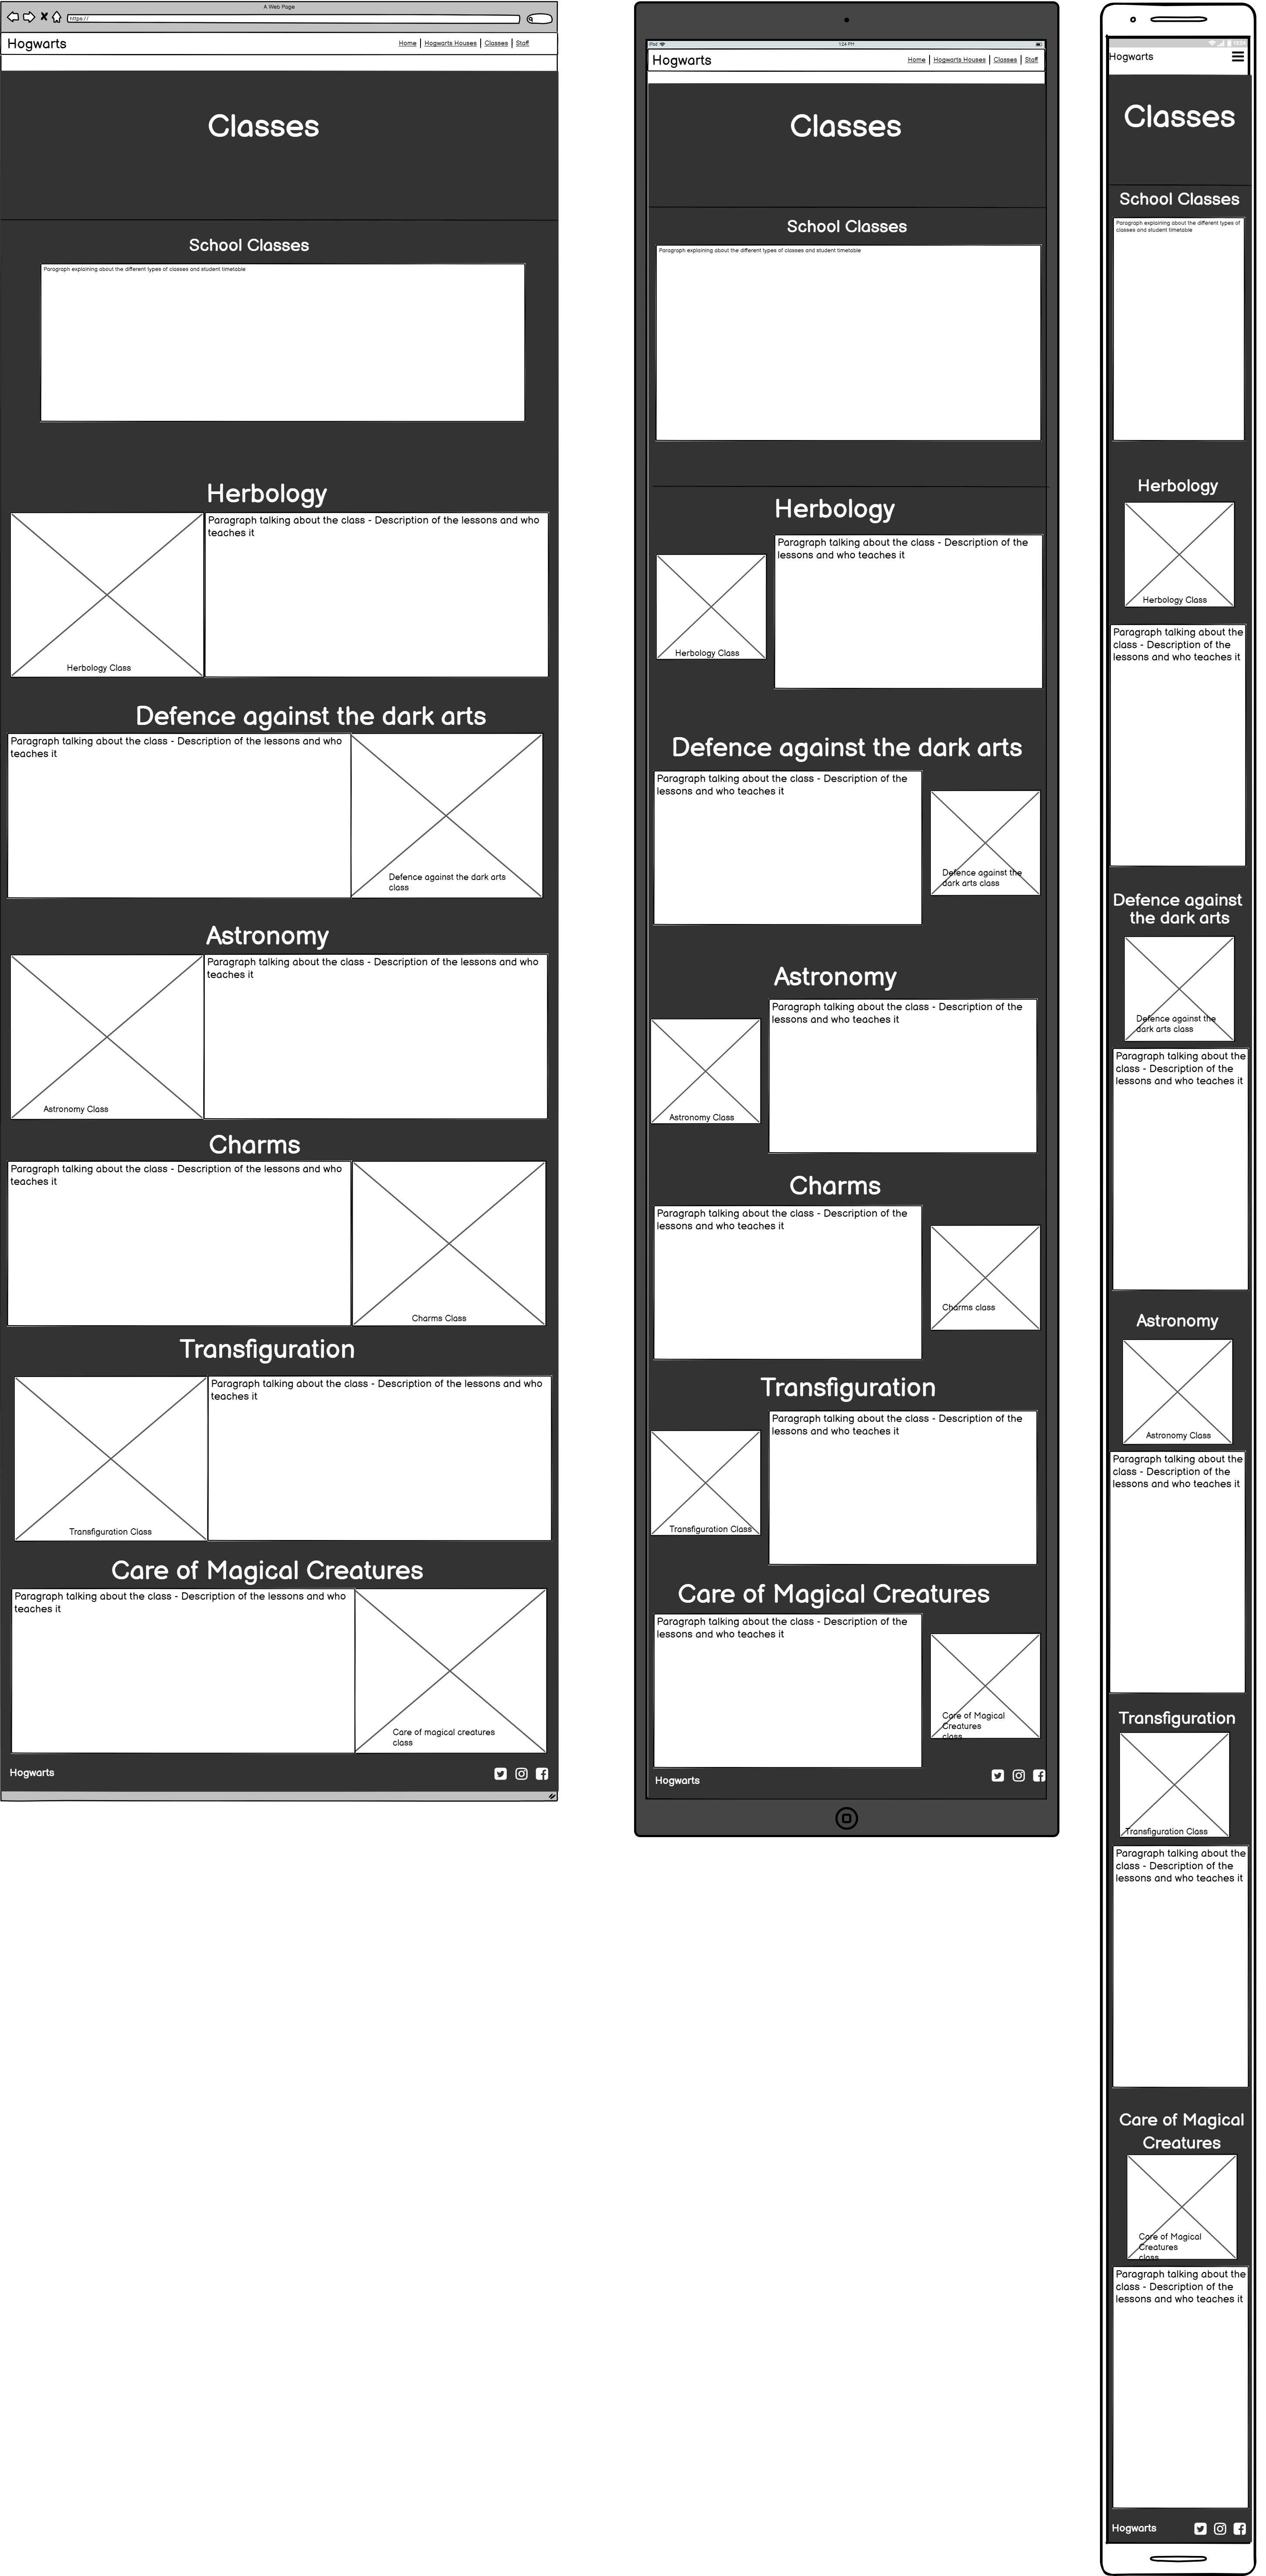 A Web Page
https://
Hogwarts
Home | Hogwarts Houses | Classes | Staff
Classes
School Classes
Paragraph explaining about the different types of classes and student timetable
Herbology
Herbology Class
Paragraph talking about the class - Description of the lessons and who
teaches it
Defence against the dark arts
Paragraph talking about the class - Description of the lessons and who
teaches it
Defence against the dark arts
class
Astronomy
Astronomy Class
Paragraph talking about the class - Description of the lessons and who
teaches it
Charms
Paragraph talking about the class - Description of the lessons and who
teaches it
Charms Class
Transfiguration
Transfiguration Class
Paragraph talking about the class - Description of the lessons and who
teaches it
Care of Magical Creatures
Paragraph talking about the class - Description of the lessons and who
teaches it
Care of magical creatures
class
Hogwarts
iPad
1:24 PM
Hogwarts
Home | Hogwarts Houses | Classes | Staff
Classes
School Classes
Paragraph explaining about the different types of classes and student timetable
Herbology
Herbology Class
Paragraph talking about the class - Description of the
lessons and who teaches it
Defence against the dark arts
Paragraph talking about the class - Description of the
lessons and who teaches it
Defence against the
dark arts class
Astronomy
Astronomy Class
Paragraph talking about the class - Description of the
lessons and who teaches it
Charms
Paragraph talking about the class - Description of the
lessons and who teaches it
Charms class
Transfiguration
Transfiguration Class
Paragraph talking about the class - Description of the
lessons and who teaches it
Care of Magical Creatures
Paragraph talking about the class - Description of the
lessons and who teaches it
Care of Magical
Creatures
class
Hogwarts
Hogwarts
Classes
School Classes
Paragraph explaining about the different types of
classes and student timetable
Herbology
Herbology Class
Paragraph talking about the
class - Description of the
lessons and who teaches it
Defence against
the dark arts
Defence against the
dark arts class
Paragraph talking about the
class - Description of the
lessons and who teaches it
Astronomy
Astronomy Class
Paragraph talking about the
class - Description of the
lessons and who teaches it
Transfiguration
Transfiguration Class
Paragraph talking about the
class - Description of the
lessons and who teaches it
Care of Magical
Creatures
Care of Magical
Creatures
class
Paragraph talking about the
class - Description of the
lessons and who teaches it
Hogwarts